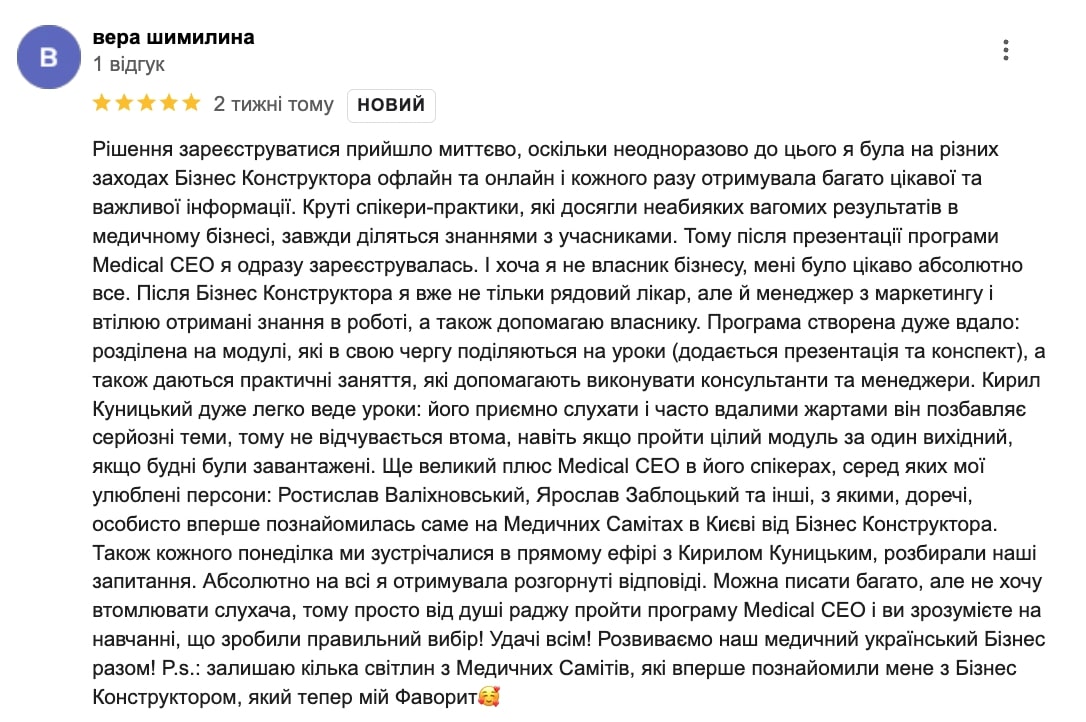 В
вера шимилина
1 відгук
2 тижні тому НОВИЙ
Рішення зареєструватися прийшло миттєво, оскільки неодноразово до цього я була на різних
заходах Бізнес Конструктора офлайн та онлайн і кожного разу отримувала багато цікавої та
важливої інформації. Круті спікери-практики, які досягли неабияких вагомих результатів в
медичному бізнесі, завжди діляться знаннями з учасниками. Тому після презентації програми
Medical CEO я одразу зареєструвалась. І хоча я не власник бізнесу, мені було цікаво абсолютно
все. Після Бізнес Конструктора я вже не тільки рядовий лікар, але й менеджер з маркетингу і
втілюю отримані знання в роботі, а також допомагаю власнику. Програма створена дуже вдало:
розділена на модулі, які в свою чергу поділяються на уроки (додається презентація та конспект), а
також даються практичні заняття, які допомагають виконувати консультанти та менеджери. Кирил
Куницький дуже легко веде уроки: його приємно слухати і часто вдалими жартами він позбавляє
серйозні теми, тому не відчувається втома, навіть якщо пройти цілий модуль за один вихідний,
якщо будні були завантажені. Ще великий плюс Medical CEO в його спікерах, серед яких мої
улюблені персони: Ростислав Валіхновський, Ярослав Заблоцький та інші, з якими, доречі,
особисто вперше познайомилась саме на Медичних Самітах в Києві від Бізнес Конструктора.
Також кожного понеділка ми зустрічалися в прямому ефірі з Кирилом Куницьким, розбирали наші
запитання. Абсолютно на всі я отримувала розгорнуті відповіді. Можна писати багато, але не хочу
втомлювати слухача, тому просто від душі раджу пройти програму Medical CEO і ви зрозумієте на
навчанні, що зробили правильний вибір! Удачі всім! Розвиваємо наш медичний український Бізнес
разом! P.s.: залишаю кілька світлин з Медичних Самітів, які вперше познайомили мене з Бізнес
Конструктором, який тепер мій Фаворит🥰